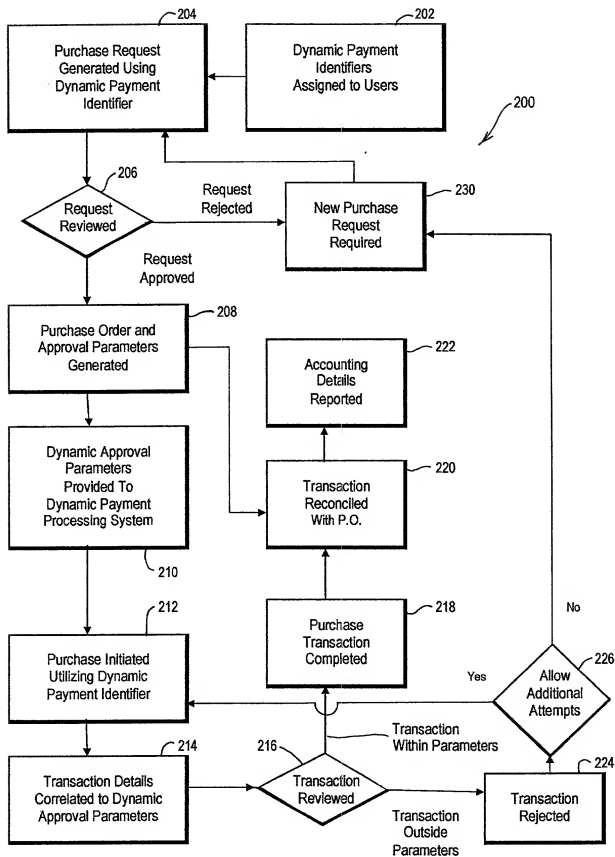 204
202
Purchase Request
Generated Using
Dynamic Payment
Identifier
Dynamic Payment
Identifiers
Assigned to Users
200
206
Request
Reviewed
Request
Rejected
230
New Purchase
Request
Required
Request
Approved
208
Purchase Order and
Approval Parameters
Generated
222
Accounting
Details
Reported
Dynamic Approval
Parameters
Provided To
Dynamic Payment
Processing System
210
220
Transaction
Reconciled
With P.O.
212
Purchase Initiated
Utilizing Dynamic
Payment Identifier
218
Purchase
Transaction
Completed
No
Yes
226
Allow
Additional
Attempts
214
Transaction Details
Correlated to Dynamic
Approval Parameters
216
Transaction
Reviewed
Transaction
Within Parameters
Transaction
Outside
Parameters
224
Transaction
Rejected